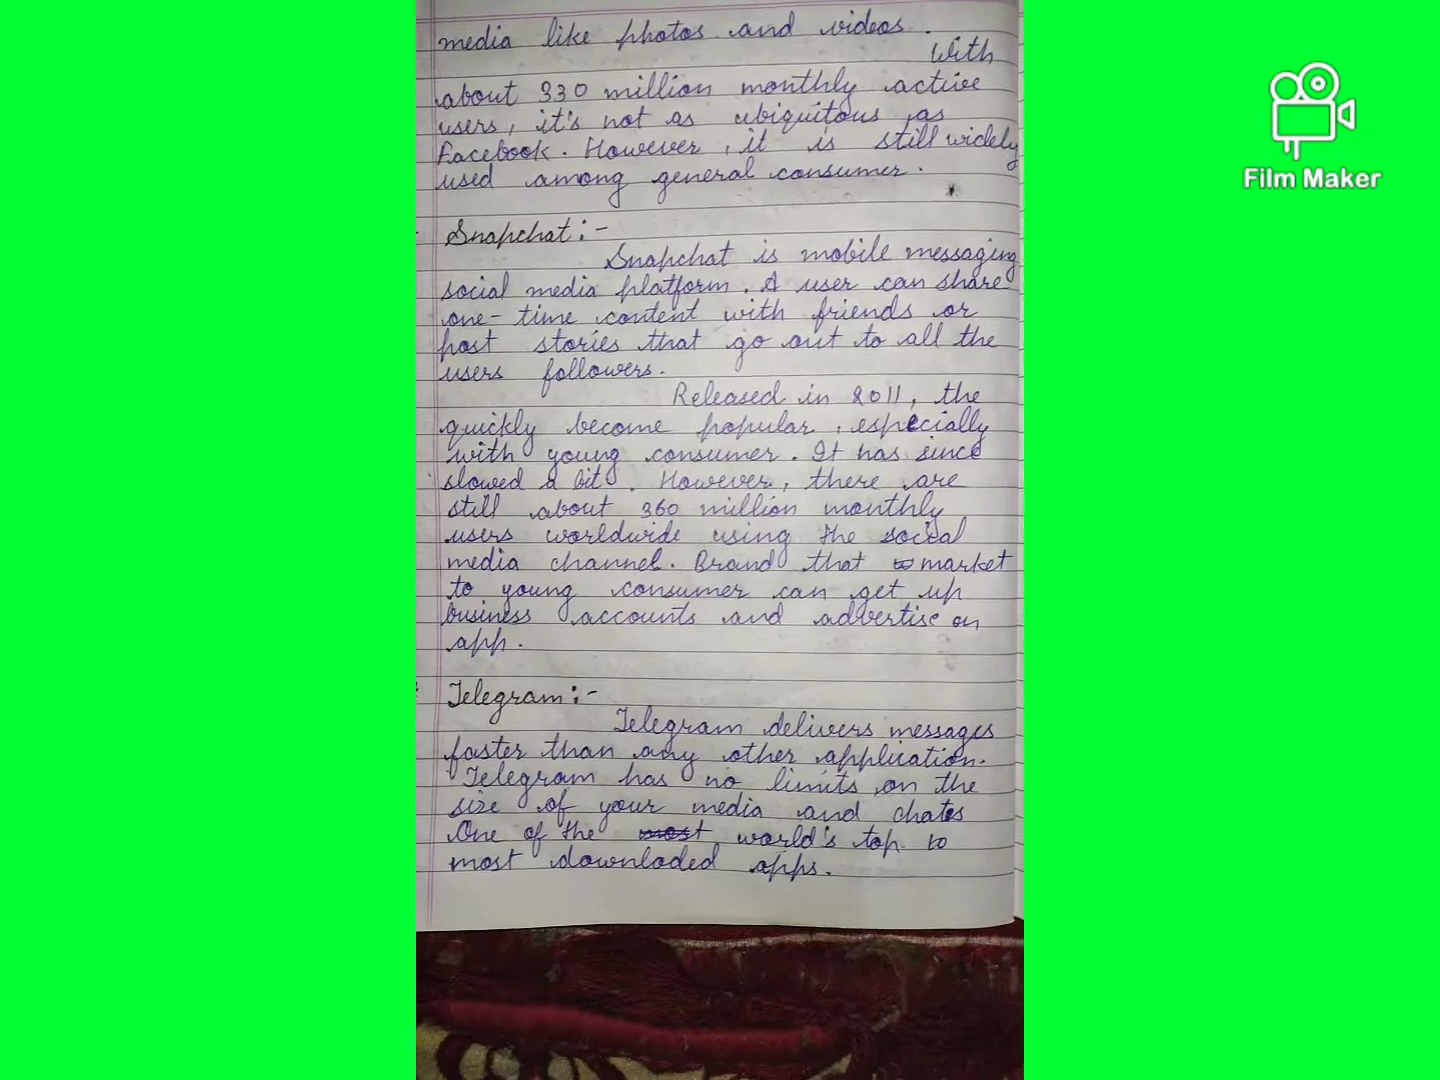 media like photos and videos.
With
about 330 million monthly active
users, it's not as ubiquitous as
Facebook. However, it is still widely
used among general consumer.
Snapchat:-
Snapchat is mobile messaging
social media platform. A user can share
one-time content with friends or
post stories that go out to all the
users followers.
Released in 2011, the
quickly become popular, especially
with young consumer. It has since
slowed a bit. However, there are
still about 360 million monthly
users worldwide using the social
media channel. Brand that market
to young consumer can get up
business accounts and advertise on
app.
Telegram:-
Telegram delivers messages
faster than any other application.
Telegram has no limits on the
size of your media and chats
One of the most world's top 10
most downloded apps.
Film Maker